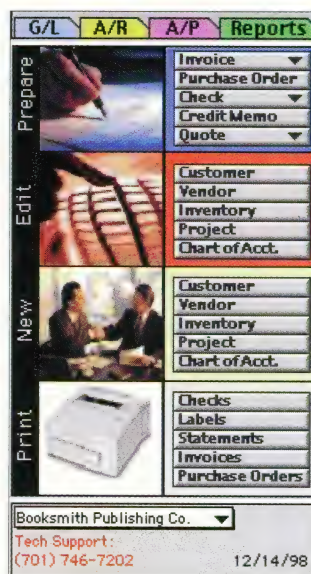 G/L A/R A/P Reports
Prepare
Invoice
Purchase Order
Check
Credit Memo
Quote
Edit
Customer
Vendor
Inventory
Project
Chart of Acct.
New
Customer
Vendor
Inventory
Project
Chart of Acct.
Print
Checks
Labels
Statements
Invoices
Purchase Orders
Booksmith Publishing Co.
Tech Support:
(701) 746-7202 12/14/98